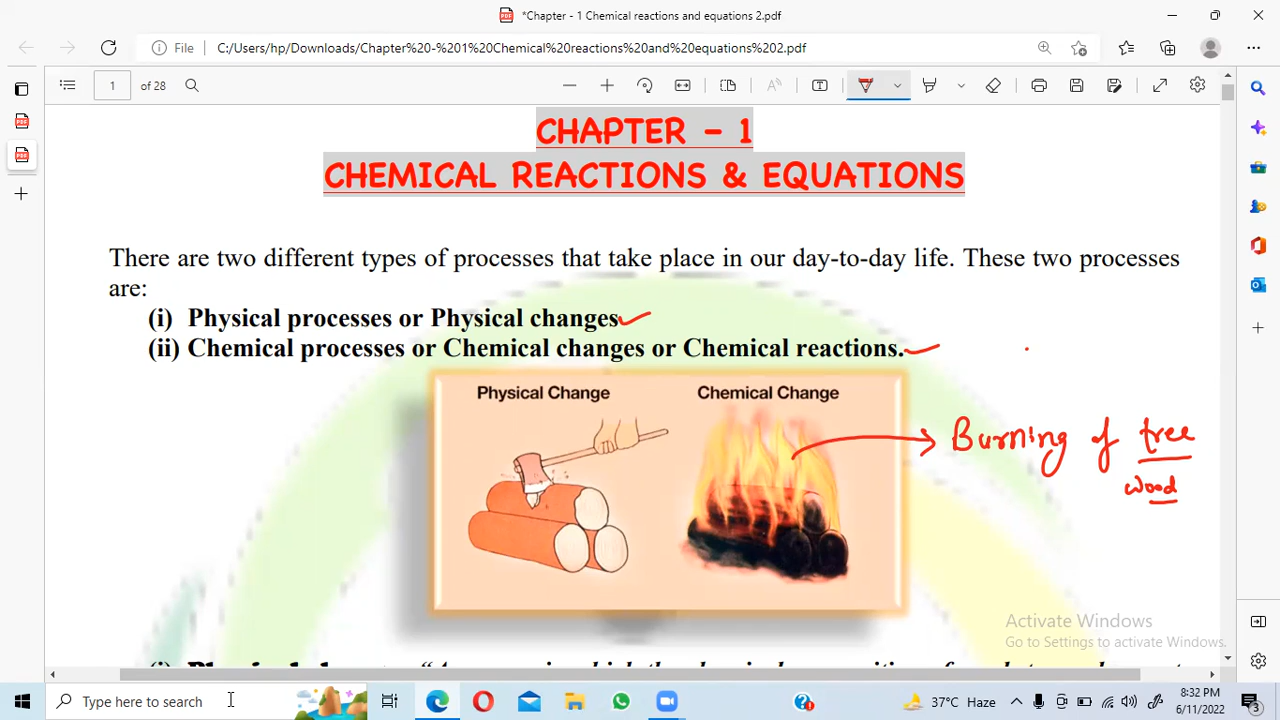 *Chapter - 1 Chemical reactions and equations 2.pdf
File C:/Users/hp/Downloads/Chapter%20-%201%20Chemical%20reactions%20and%20equations%202.pdf
1 of 28
CHAPTER – 1
CHEMICAL REACTIONS & EQUATIONS
There are two different types of processes that take place in our day-to-day life. These two processes
are:
(i) Physical processes or Physical changes
(ii) Chemical processes or Chemical changes or Chemical reactions.
Physical Change Chemical Change
Burning of tree
wood
Activate Windows
Go to Settings to activate Windows.
Type here to search
37°C Haze
8:32 PM
6/11/2022
3